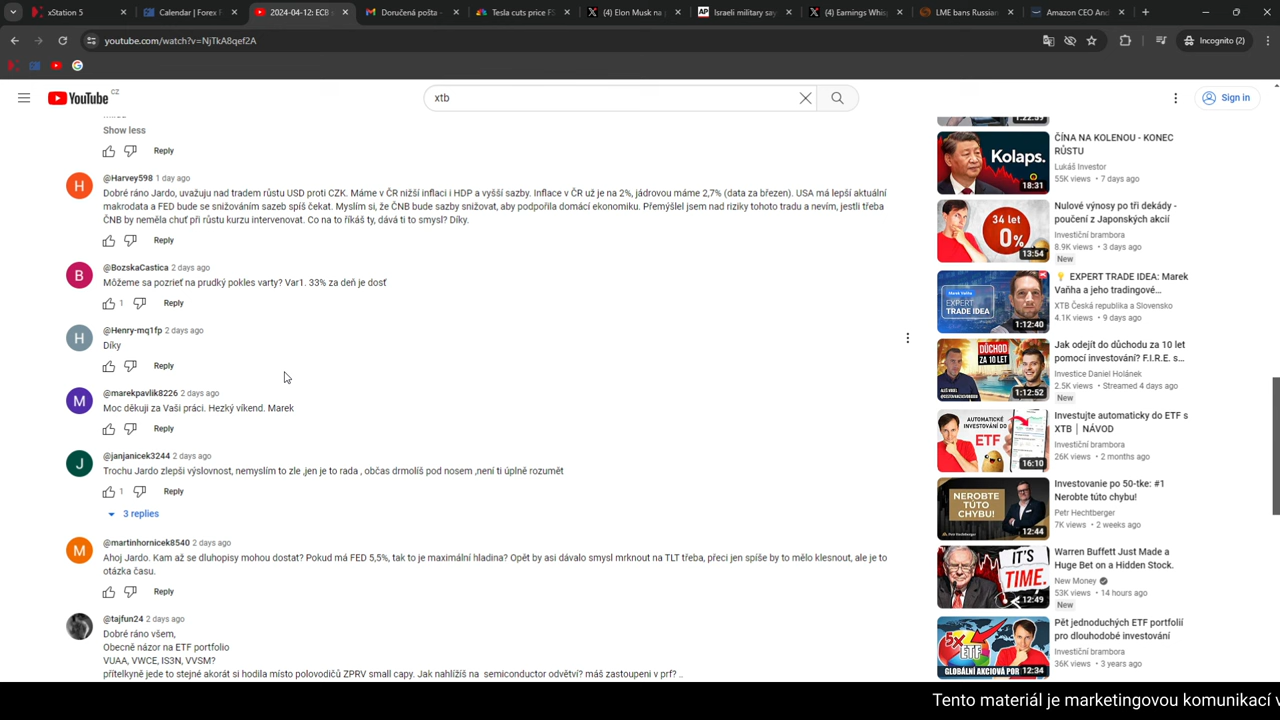 xStation 5
Calendar | Forex F
2024-04-12: ECB s
Doručená pošta -
Tesla cuts price FS
(4) Elon Musk na
Israeli military say
(4) Earnings Whis
LME bans Russian
Amazon CEO And
youtube.com/watch?v=NjTkA8qef2A
Incognito (2)
YouTube CZ
xtb
Sign in
Show less
Reply
@Harvey598 1 day ago
Dobré ráno Jardo, uvažuju nad tradem růstu USD proti CZK. Máme v ČR nižší inflaci i HDP a vyšší sazby. Inflace v ČR už je na 2%, jádrovou máme 2,7% (data za březen). USA má lepší aktuální
makrodata a FED bude se snižováním sazeb spíš čekat. Myslím si, že ČNB bude sazby snižovat, aby podpořila domácí ekonomiku. Přemýšlel jsem nad riziky tohoto tradu a nevím, jestli třeba
ČNB by neměla chuť při růstu kurzu intervenovat. Co na to říkáš ty, dává ti to smysl? Díky.
Reply
@BozskaCastica 2 days ago
Môžeme sa pozrieť na prudký pokles varty? Var1. 33% za deň je dosť
1 Reply
@Henry-mq1fp 2 days ago
Díky
Reply
@marekpavlik8226 2 days ago
Moc děkuji za Vaši práci. Hezký víkend. Marek
Reply
@janjanicek3244 2 days ago
Trochu Jardo zlepši výslovnost, nemyslím to zle ,jen je to rada , občas drmolíš pod nosem ,není ti úplně rozumět
1 Reply
3 replies
@martinhornicek8540 2 days ago
Ahoj Jardo. Kam až se dluhopisy mohou dostat? Pokud má FED 5,5%, tak to je maximální hladina? Opět by asi dávalo smysl mrknout na TLT třeba, přeci jen spíše by to mělo klesnout, ale je to
otázka času.
Reply
@tajfun24 2 days ago
Dobré ráno všem,
Obecně názor na ETF portfolio
VUAA, VWCE, IS3N, VVSM?
přítelkyně jede to stejně akorát si hodila místo polovodičů ZPRV small capy. Jak nahlížíš na semiconductor odvětví? máš zastoupení v prf?
1:22:59
Kolaps.
18:31
ČÍNA NA KOLENOU - KONEC
RŮSTU
Lukáš Investor
55K views • 7 days ago
34 let
0%
13:54
Nulové výnosy po tři dekády -
poučení z Japonských akcií
Investiční brambora
8.9K views • 3 days ago
New
EXPERT
TRADE IDEA
1:12:40
EXPERT TRADE IDEA: Marek
Vaňha a jeho tradingové...
XTB Česká republika a Slovensko
4.1K views • 9 days ago
DŮCHOD
ZA 10 LET
1:12:52
Jak odejít do důchodu za 10 let
pomocí investování? F.I.R.E. s...
Investice Daniel Holánek
2.5K views • Streamed 4 days ago
New
AUTOMATICKÉ
INVESTOVÁNÍ DO
ETF
16:10
Investujte automaticky do ETF s
XTB │ NÁVOD
Investiční brambora
26K views • 2 months ago
NEROBTE
TÚTO
CHYBU!
12:44
Investovanie po 50-tke: #1
Nerobte túto chybu!
Petr Hechtberger
7K views • 2 weeks ago
IT'S
TIME.
12:49
Warren Buffett Just Made a
Huge Bet on a Hidden Stock.
New Money
53K views • 14 hours ago
New
5x
ETF
GLOBÁLNÍ AKCIOVÁ POR
12:34
Pět jednoduchých ETF portfolií
pro dlouhodobé investování
Investiční brambora
36K views • 3 years ago
Tento materiál je marketingovou komunikací v